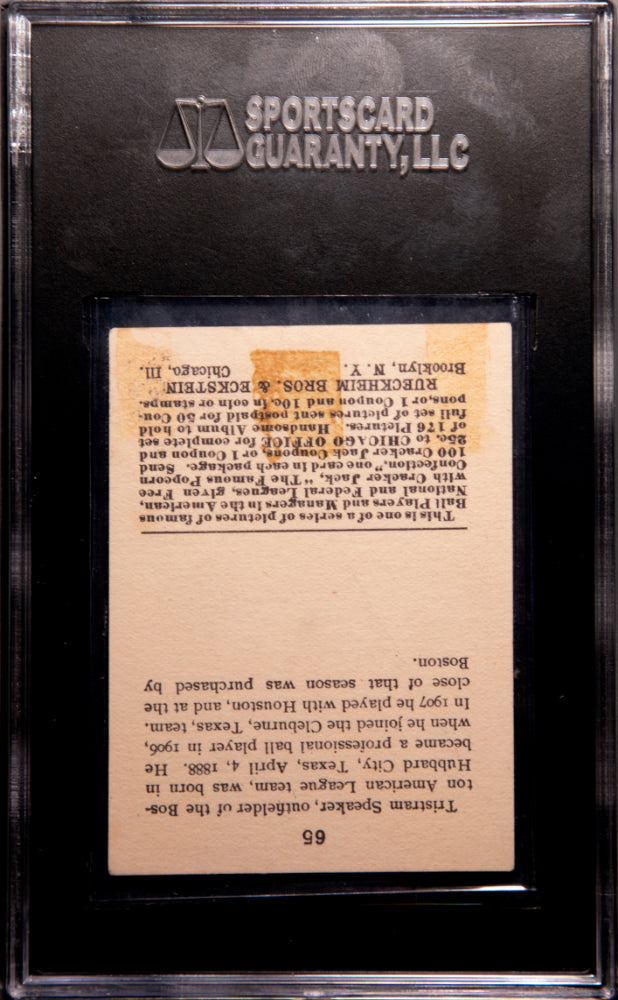 SPORTSCARD
GUARANTY, LLC
65
Tristram Speaker, outfielder of the Bos-
ton American League team, was born in
Hubbard City, Texas, April 4, 1888. He
became a professional ball player in 1906,
when he joined the Cleburne, Texas, team.
In 1907 he played with Houston, and at the
close of that season was purchased by
Boston.
This is one of a series of pictures of famous
Ball Players and Managers in the American,
National and Federal Leagues, given Free
with Cracker Jack, "The Famous Popcorn
Confection," one card in each package. Send
100 Cracker Jack Coupons, or 1 Coupon and
25c. to CHICAGO OFFICE for complete set
of 176 Pictures. Handsome Album to hold
full set of pictures sent postpaid for 50 Cou-
pons, or 1 Coupon and 10c in coin or stamps.
RUECKHEIM BROS. & ECKSTEIN
Brooklyn, N. Y. Chicago, Ill.